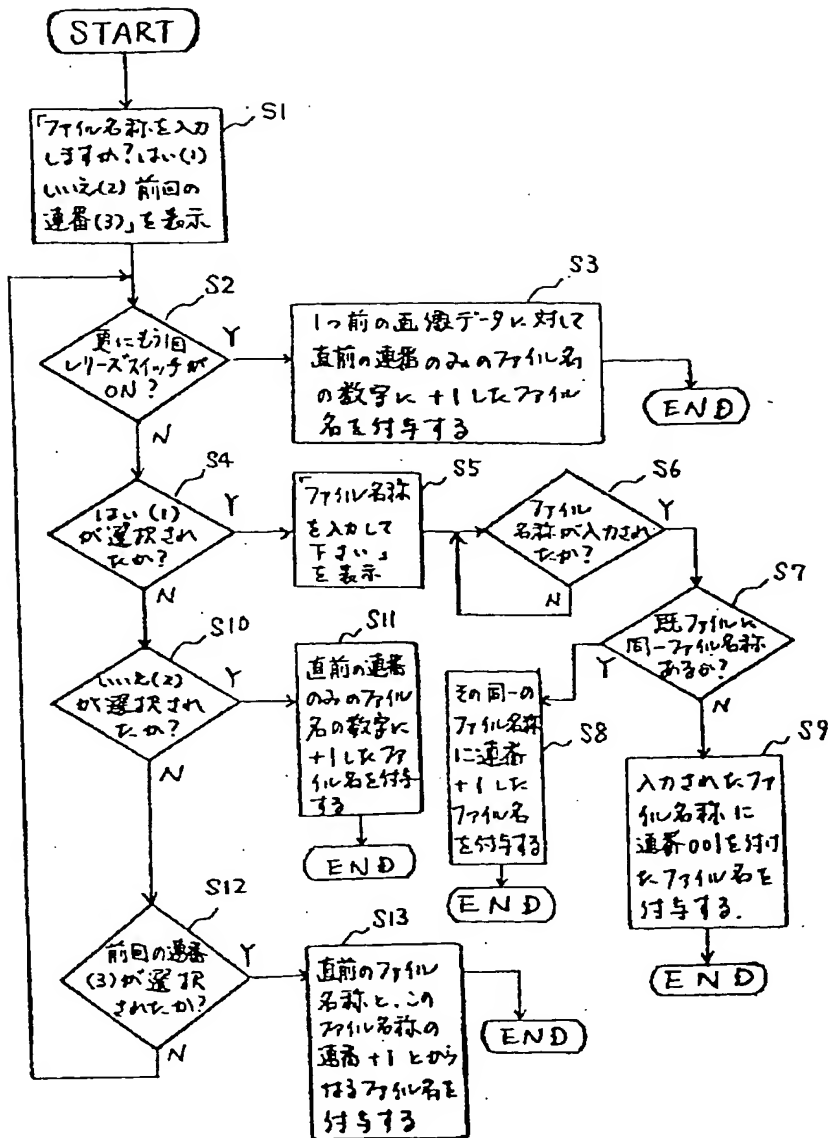 START
S1
「ファイル名称を入力
しますか?はい(1)
いいえ(2) 前回の
連番(3)」を表示
S2
更にもう1回
レリーズスイッチが
ON?
Y
N
S3
1つ前の画像データに対して
直前の連番のみのファイル名
の数字に+1したファイル
名を付与する
END
S4
はい(1)
が選択され
たか?
Y
N
S5
「ファイル名称
を入力して
下さい」
を表示
S6
ファイル
名称が入力され
たか?
Y
N
S7
既ファイルに
同一ファイル名称
あるか?
Y
N
S8
その同一の
ファイル名称
に連番
+1した
ファイル名
を付与する
END
S9
入力されたファ
イル名称に
連番001を付け
たファイル名を
付与する.
END
S10
いいえ(2)
が選択され
たか?
Y
N
S11
直前の連番
のみのファイル
名の数字に
+1したファ
イル名を付与
する
END
S12
前回の連番
(3)が選択
されたか?
Y
N
S13
直前のファイル
名称と、この
ファイル名称の
連番+1とから
なるファイル名を
付与する
END